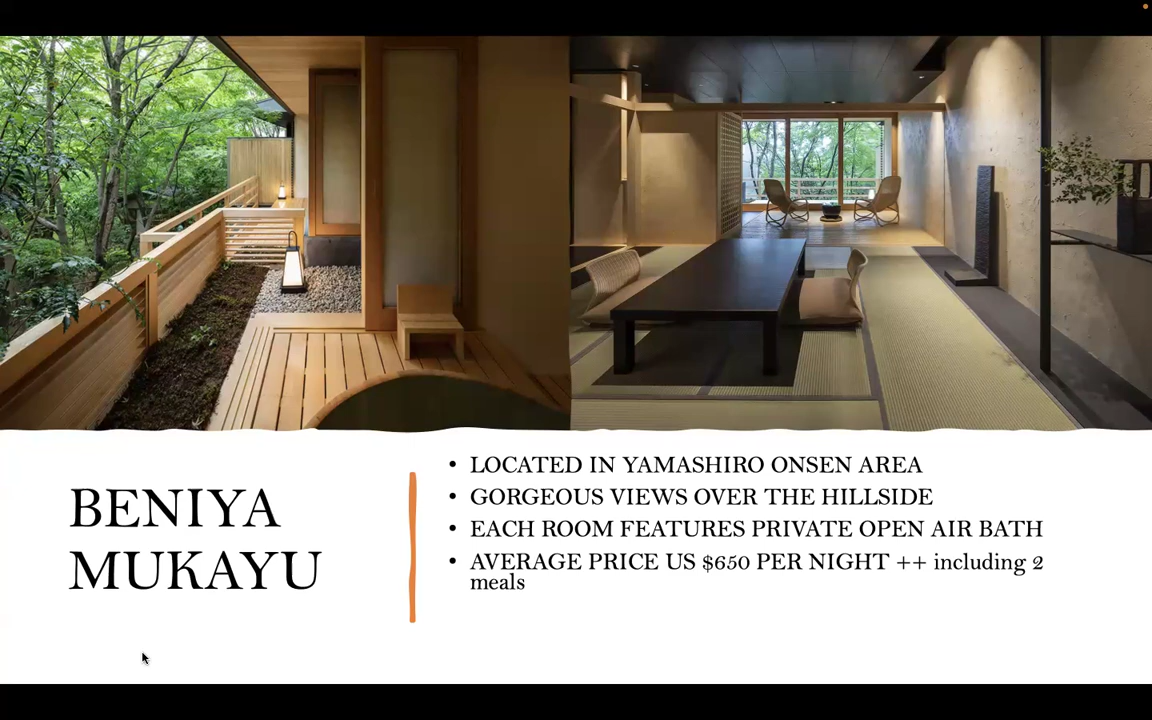 BENIYA
MUKAYU
• LOCATED IN YAMASHIRO ONSEN AREA
• GORGEOUS VIEWS OVER THE HILLSIDE
• EACH ROOM FEATURES PRIVATE OPEN AIR BATH
• AVERAGE PRICE US $650 PER NIGHT ++ including 2
meals